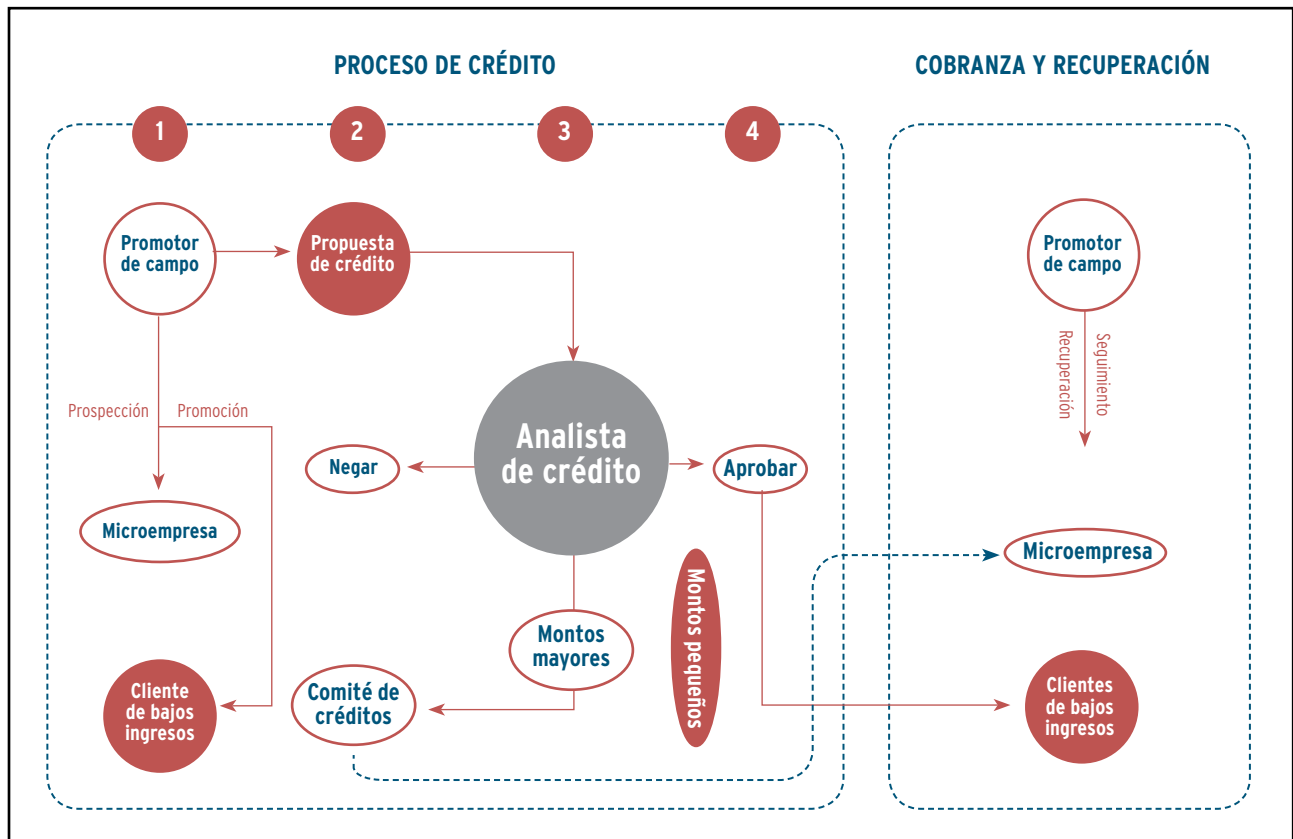 PROCESO DE CRÉDITO
COBRANZA Y RECUPERACIÓN
1
2
3
4
Promotor
de campo
Propuesta
de crédito
Promotor
de campo
Recuperación
Seguimiento
Prospección
Promoción
Analista
de crédito
Negar
Aprobar
Microempresa
Microempresa
Montos pequeños
Montos
mayores
Comité de
créditos
Cliente
de bajos
ingresos
Clientes
de bajos
ingresos